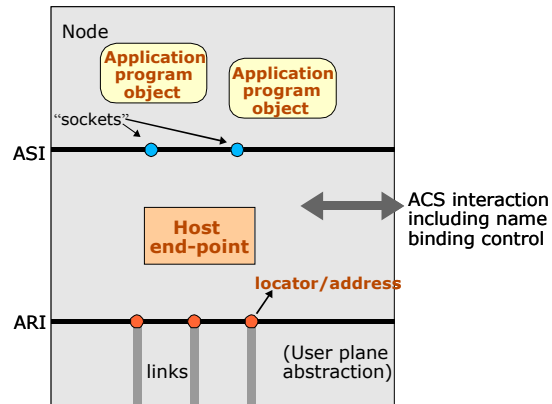 Node
Application
program
object
Application
program
object
“sockets”
ASI
ACS interaction
including name
binding control
Host
end-point
locator/address
ARI
links
(User plane
abstraction)